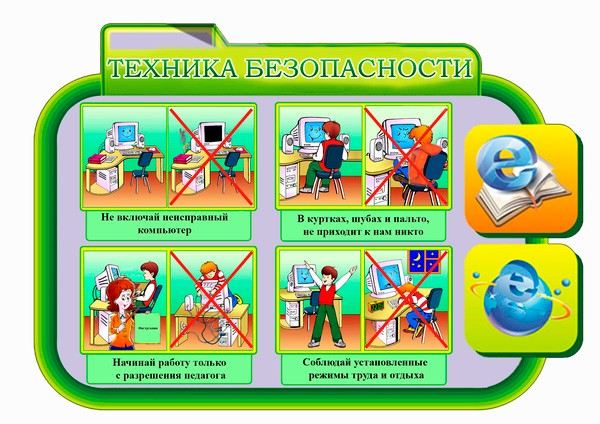 ТЕХНИКА БЕЗОПАСНОСТИ
Не включай неисправный
компьютер
В куртках, шубах и пальто,
не приходит к нам никто
Инструкция
Начинай работу только
с разрешения педагога
Соблюдай установленные
режимы труда и отдыха